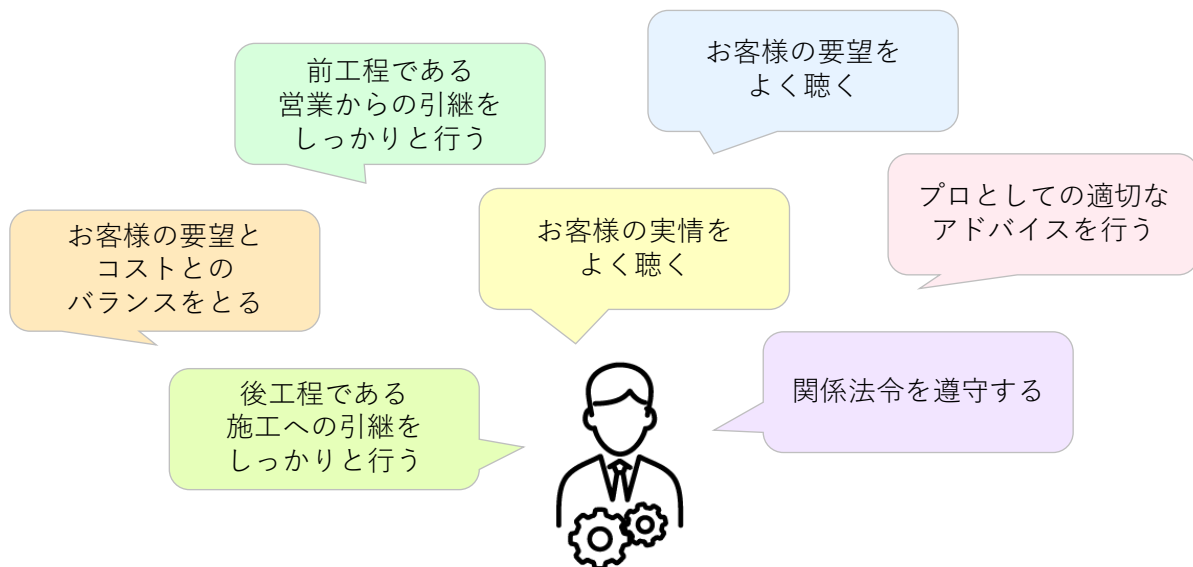 前工程である
営業からの引継を
しっかりと行う
お客様の要望を
よく聴く
プロとしての適切な
アドバイスを行う
お客様の要望と
コストとの
バランスをとる
お客様の実情を
よく聴く
後工程である
施工への引継を
しっかりと行う
関係法令を遵守する